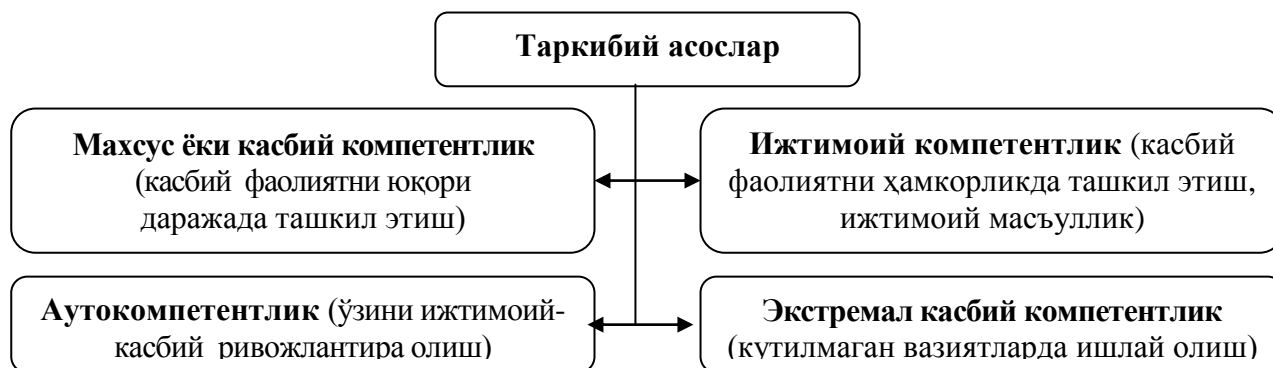 Таркибий асослар
Махсус ёки касбий компетентлик
(касбий фаолиятни юқори
даражада ташкил этиш)
Ижтимоий компетентлик (касбий
фаолиятни ҳамкорликда ташкил этиш,
ижтимоий масъуллик)
Аутокомпетентлик (ўзини ижтимоий-
касбий ривожлантира олиш)
Экстремал касбий компетентлик
(кутилмаган вазиятларда ишлай олиш)